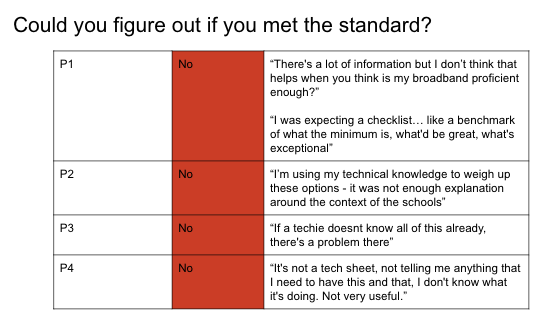 Could you figure out if you met the standard?
P1
No
“There's a lot of information but I don’t think that
helps when you think is my broadband proficient
enough?”
“I was expecting a checklist… like a benchmark
of what the minimum is, what'd be great, what's
exceptional”
P2
No
“I’m using my technical knowledge to weigh up
these options - it was not enough explanation
around the context of the schools”
P3
No
“If a techie doesnt know all of this already,
there's a problem there”
P4
No
“It's not a tech sheet, not telling me anything that
I need to have this and that, I don't know what
it's doing. Not very useful.”